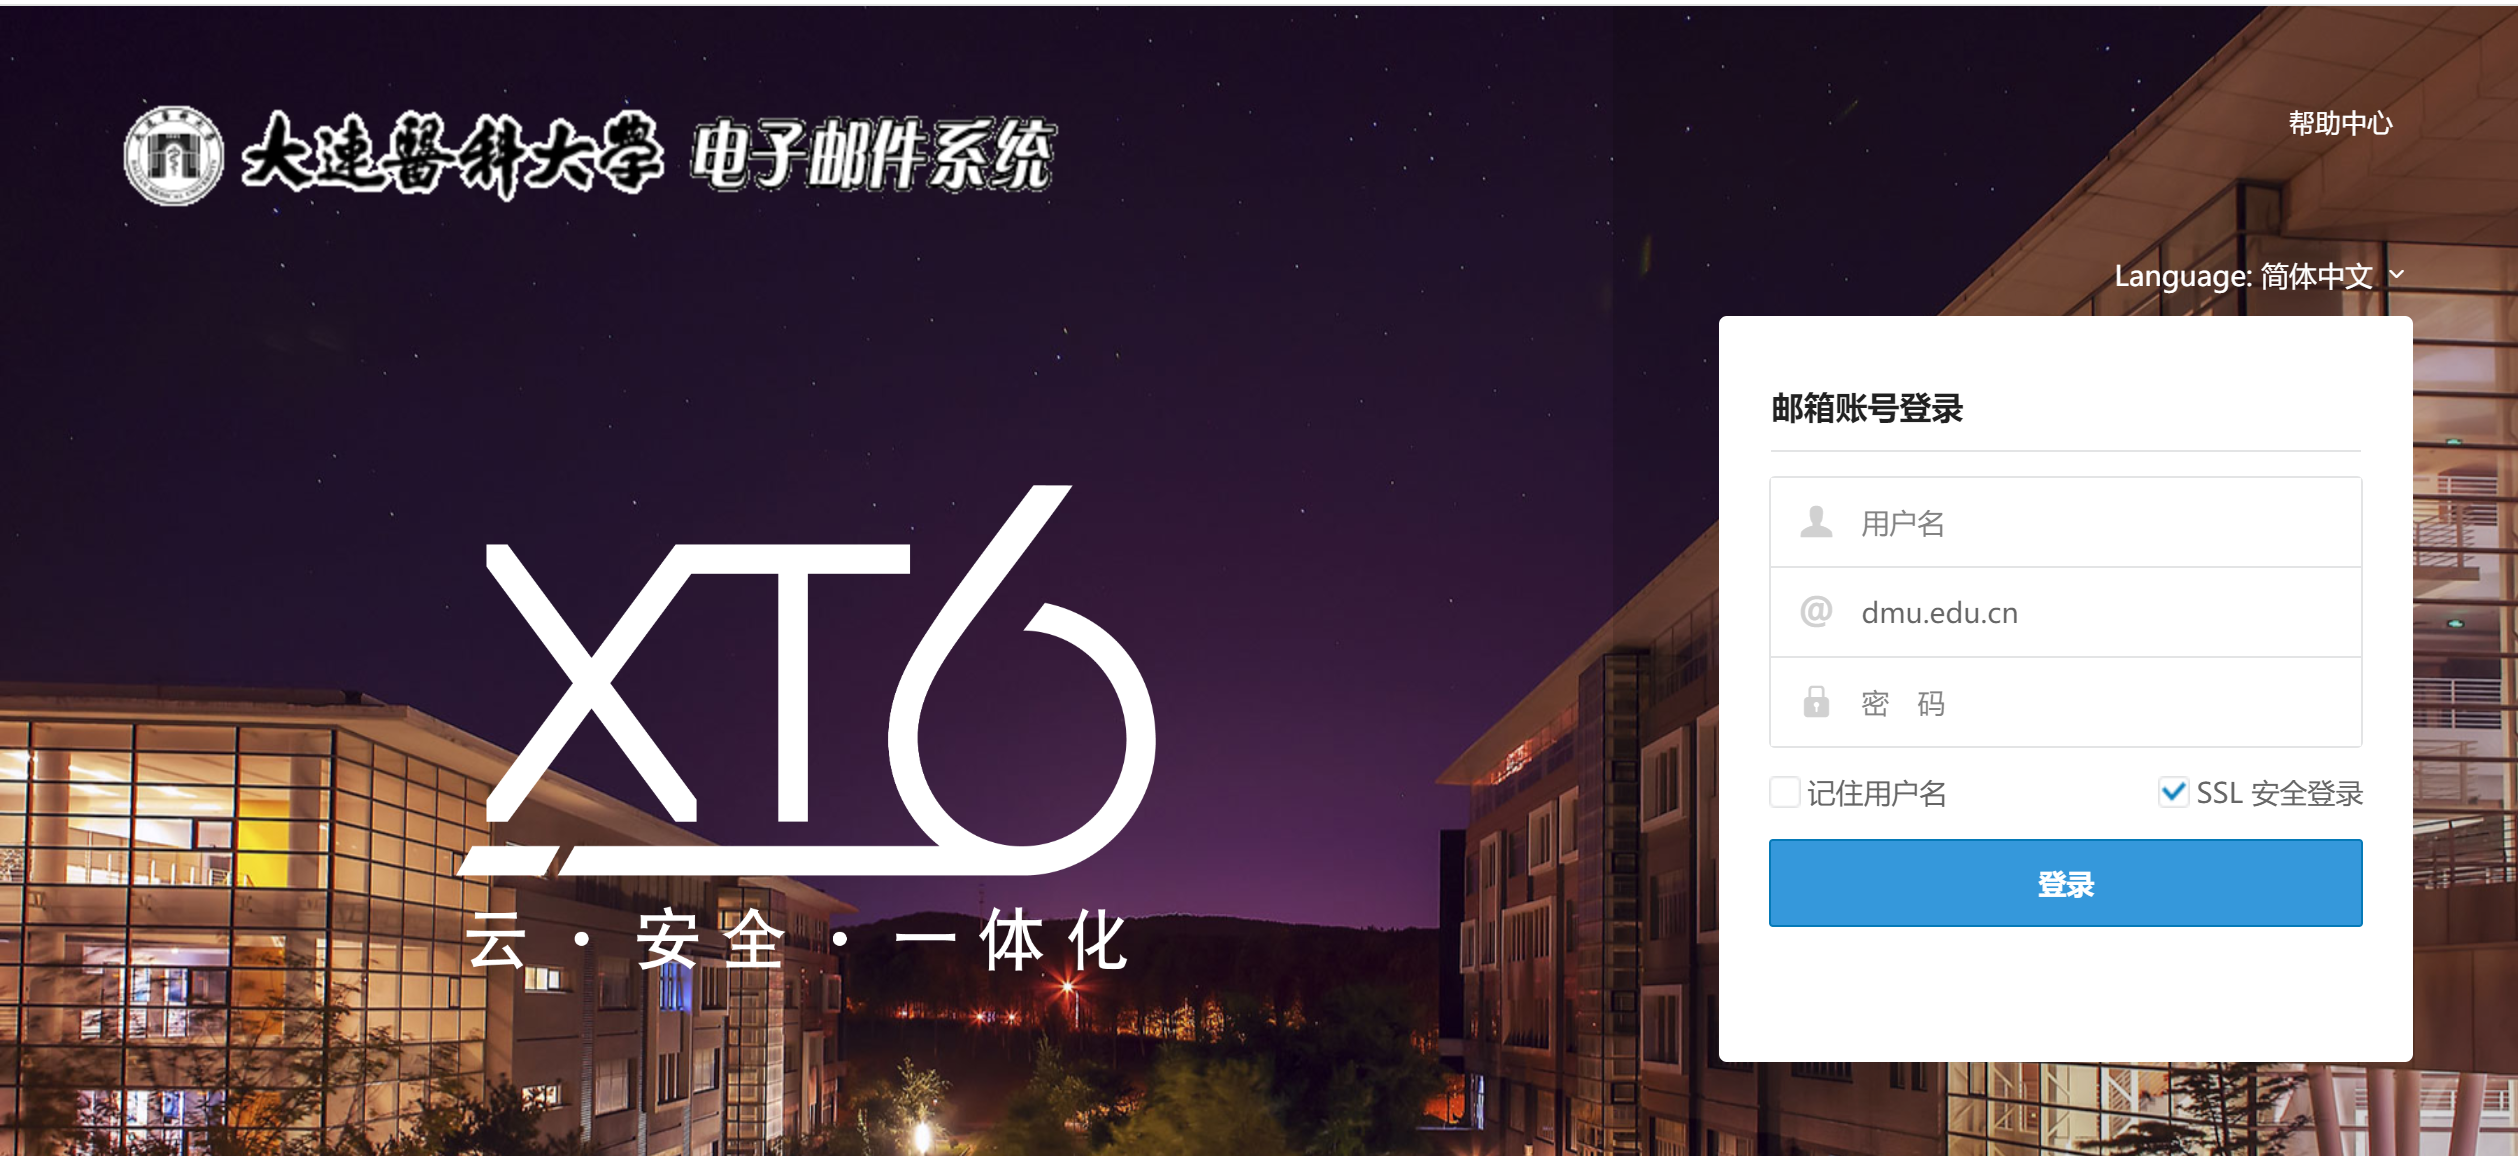 大連醫科大學 电子邮件系统
帮助中心
Language: 简体中文
邮箱账号登录
用户名
@ dmu.edu.cn
密 码
记住用户名 SSL 安全登录
登录
XT6
云·安全·一体化